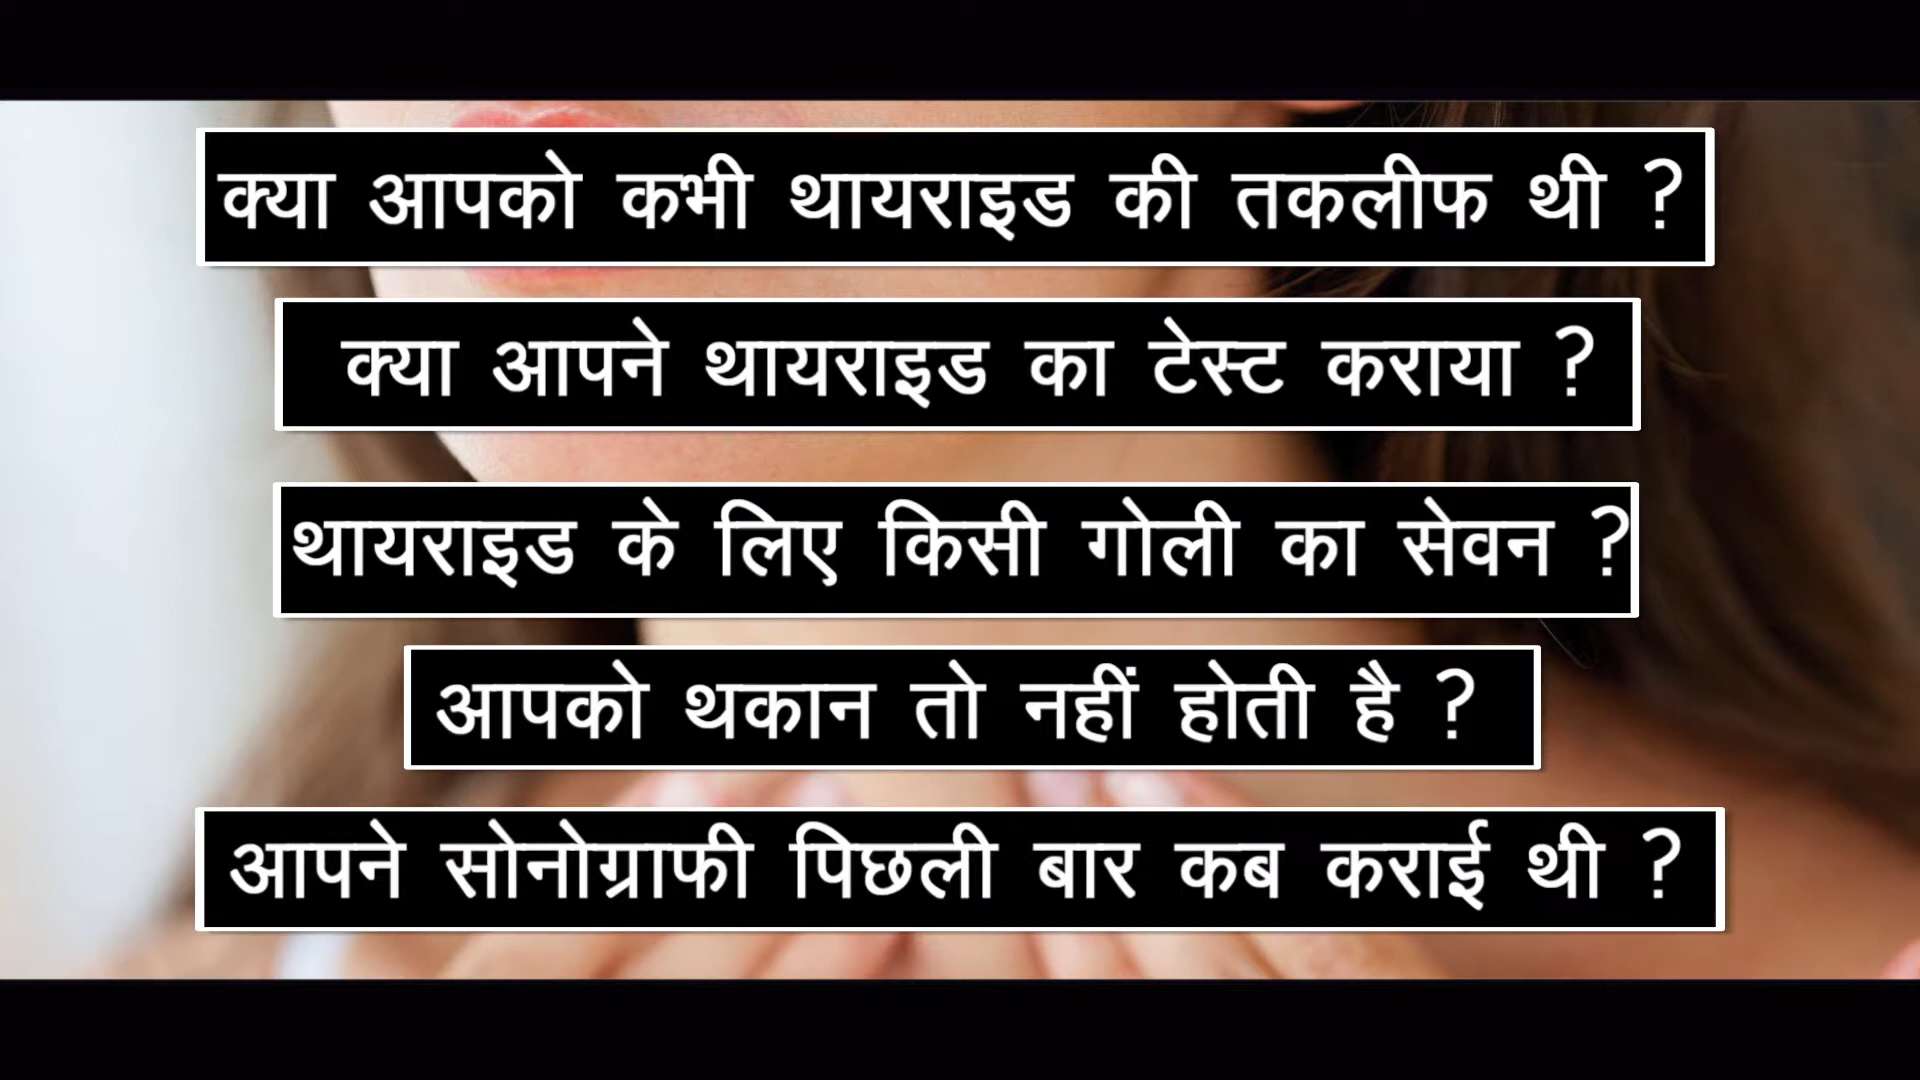 क्या आपको कभी थायराइड की तकलीफ थी ?
क्या आपने थायराइड का टेस्ट कराया ?
थायराइड के लिए किसी गोली का सेवन ?
आपको थकान तो नहीं होती है ?
आपने सोनोग्राफी पिछली बार कब कराई थी ?